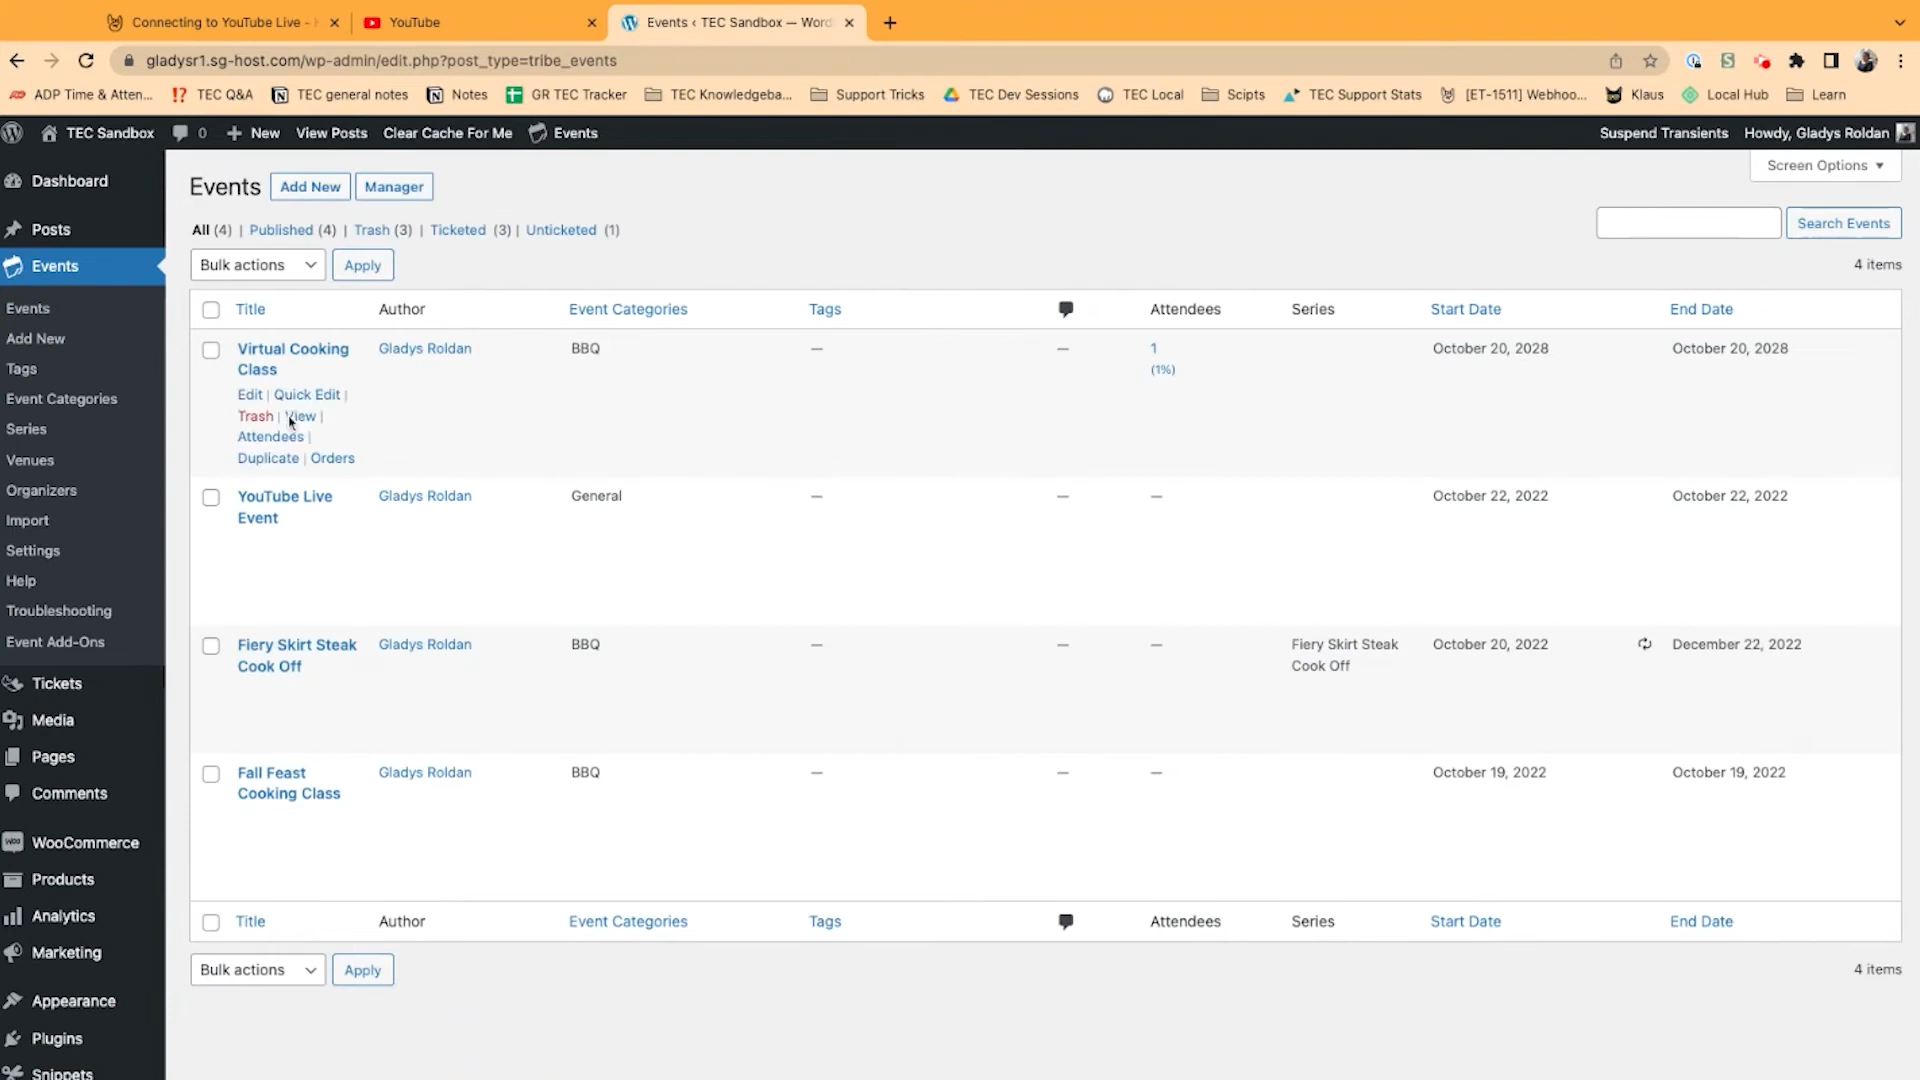 Connecting to YouTube Live -
YouTube
Events ‹ TEC Sandbox — Word
gladysr1.sg-host.com/wp-admin/edit.php?post_type=tribe_events
ADP Time & Atten...
TEC Q&A
TEC general notes
Notes
GR TEC Tracker
TEC Knowledgeba...
Support Tricks
TEC Dev Sessions
TEC Local
Scipts
TEC Support Stats
[ET-1511] Webhoo...
Klaus
Local Hub
Learn
TEC Sandbox
0
New
View Posts
Clear Cache For Me
Events
Suspend Transients
Howdy, Gladys Roldan
Dashboard
Posts
Events
Events
Add New
Tags
Event Categories
Series
Venues
Organizers
Import
Settings
Help
Troubleshooting
Event Add-Ons
Tickets
Media
Pages
Comments
WooCommerce
Products
Analytics
Marketing
Appearance
Plugins
Snippets
Screen Options
Events
Add New
Manager
All (4) | Published (4) | Trash (3) | Ticketed (3) | Unticketed (1)
Search Events
Bulk actions
Apply
4 items
Title Author Event Categories Tags Attendees Series Start Date End Date
Virtual Cooking Class
Gladys Roldan
BBQ
—
—
1
(1%)
October 20, 2028
October 20, 2028
Edit | Quick Edit |
Trash | View |
Attendees |
Duplicate | Orders
YouTube Live Event
Gladys Roldan
General
—
—
—
October 22, 2022
October 22, 2022
Fiery Skirt Steak Cook Off
Gladys Roldan
BBQ
—
—
—
Fiery Skirt Steak Cook Off
October 20, 2022
December 22, 2022
Fall Feast Cooking Class
Gladys Roldan
BBQ
—
—
—
October 19, 2022
October 19, 2022
Title Author Event Categories Tags Attendees Series Start Date End Date
Bulk actions
Apply
4 items